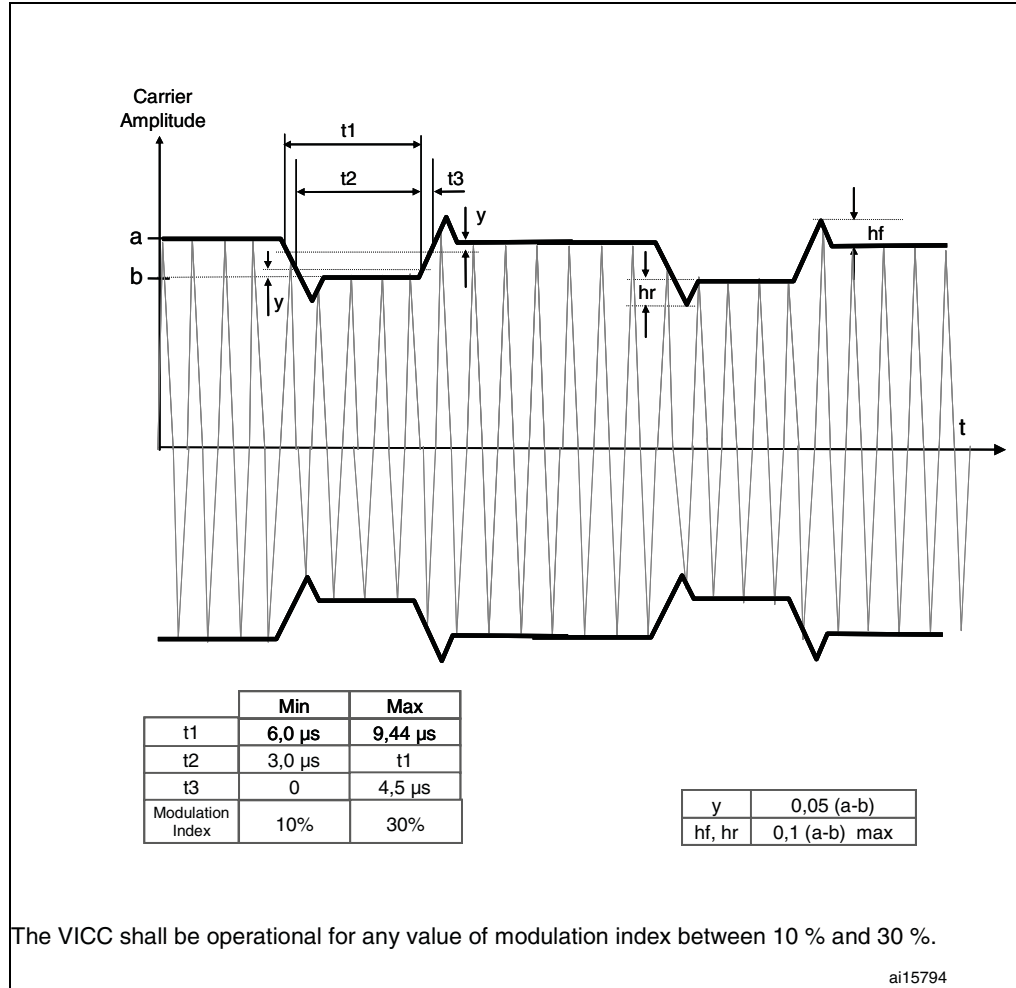 Carrier
Amplitude
t1
t2
t3
y
a
b
y
hr
hf
t
Min Max
t1 6,0 µs 9,44 µs
t2 3,0 µs t1
t3 0 4,5 µs
Modulation
Index 10% 30%
y 0,05 (a-b)
hf, hr 0,1 (a-b) max
The VICC shall be operational for any value of modulation index between 10 % and 30 %.
ai15794